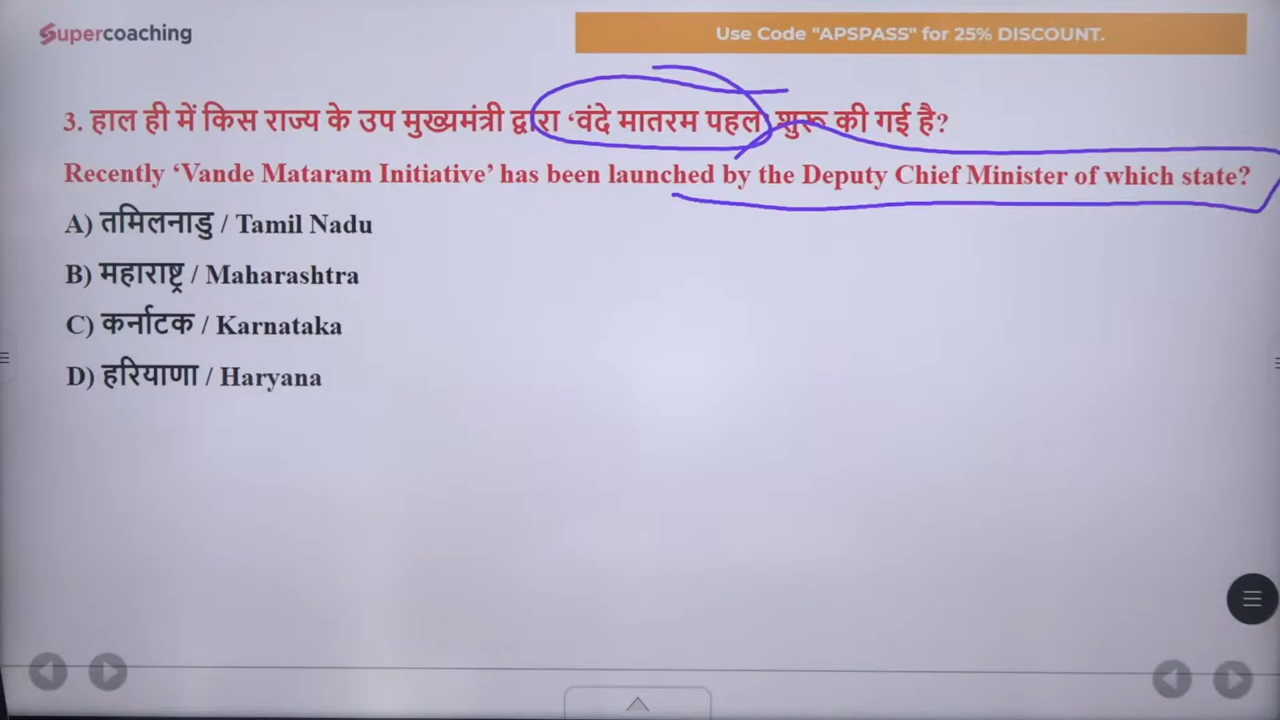 Supercoaching
Use Code "APSPASS" for 25% DISCOUNT.
3. हाल ही में किस राज्य के उप मुख्यमंत्री द्वारा ‘वंदे मातरम पहल’ शुरू की गई है?
Recently ‘Vande Mataram Initiative’ has been launched by the Deputy Chief Minister of which state?
A) तमिलनाडु / Tamil Nadu
B) महाराष्ट्र / Maharashtra
C) कर्नाटक / Karnataka
D) हरियाणा / Haryana